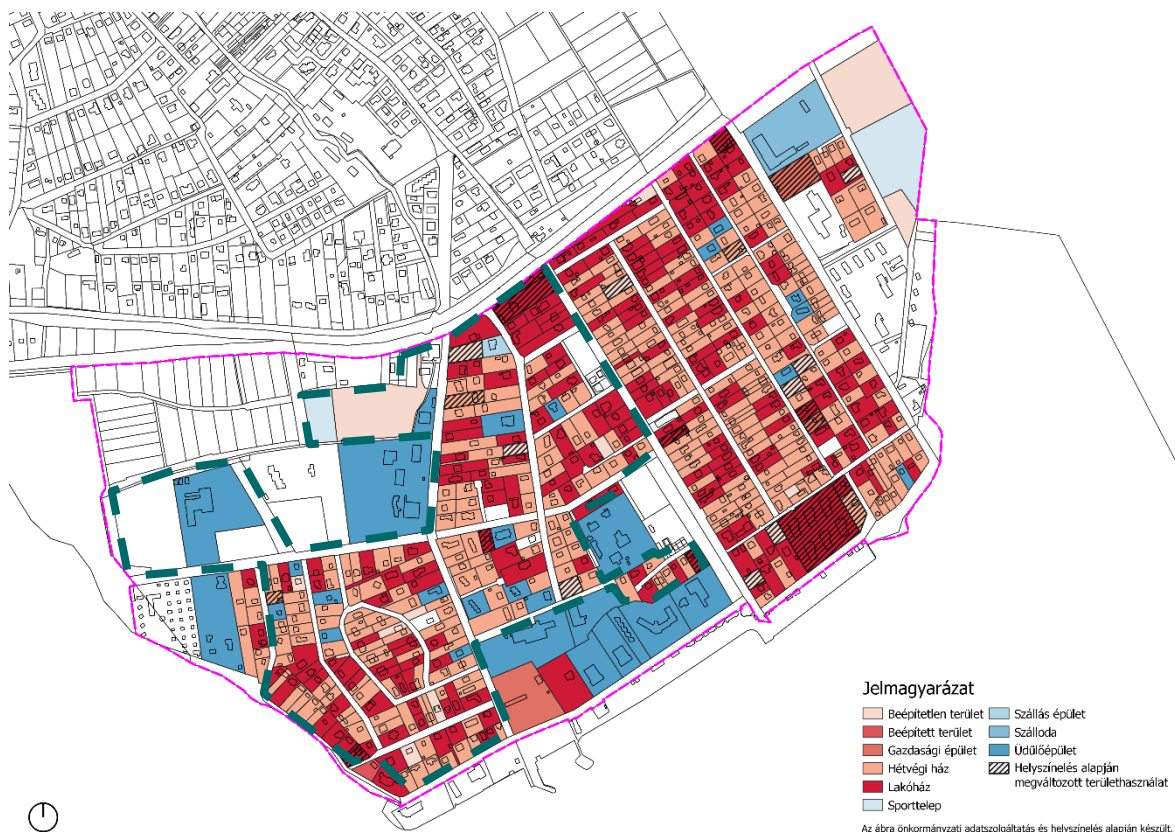 Jelmagyarázat
Beépítetlen terület
Beépített terület
Gazdasági épület
Hétvégi ház
Lakóház
Sporttelep
Szállás épület
Szálloda
Üdülőépület
Helyszínelés alapján
megváltozott területhasználat
Az ábra önkormányzati adatszolgáltatás és helyszínelés alapján készült.